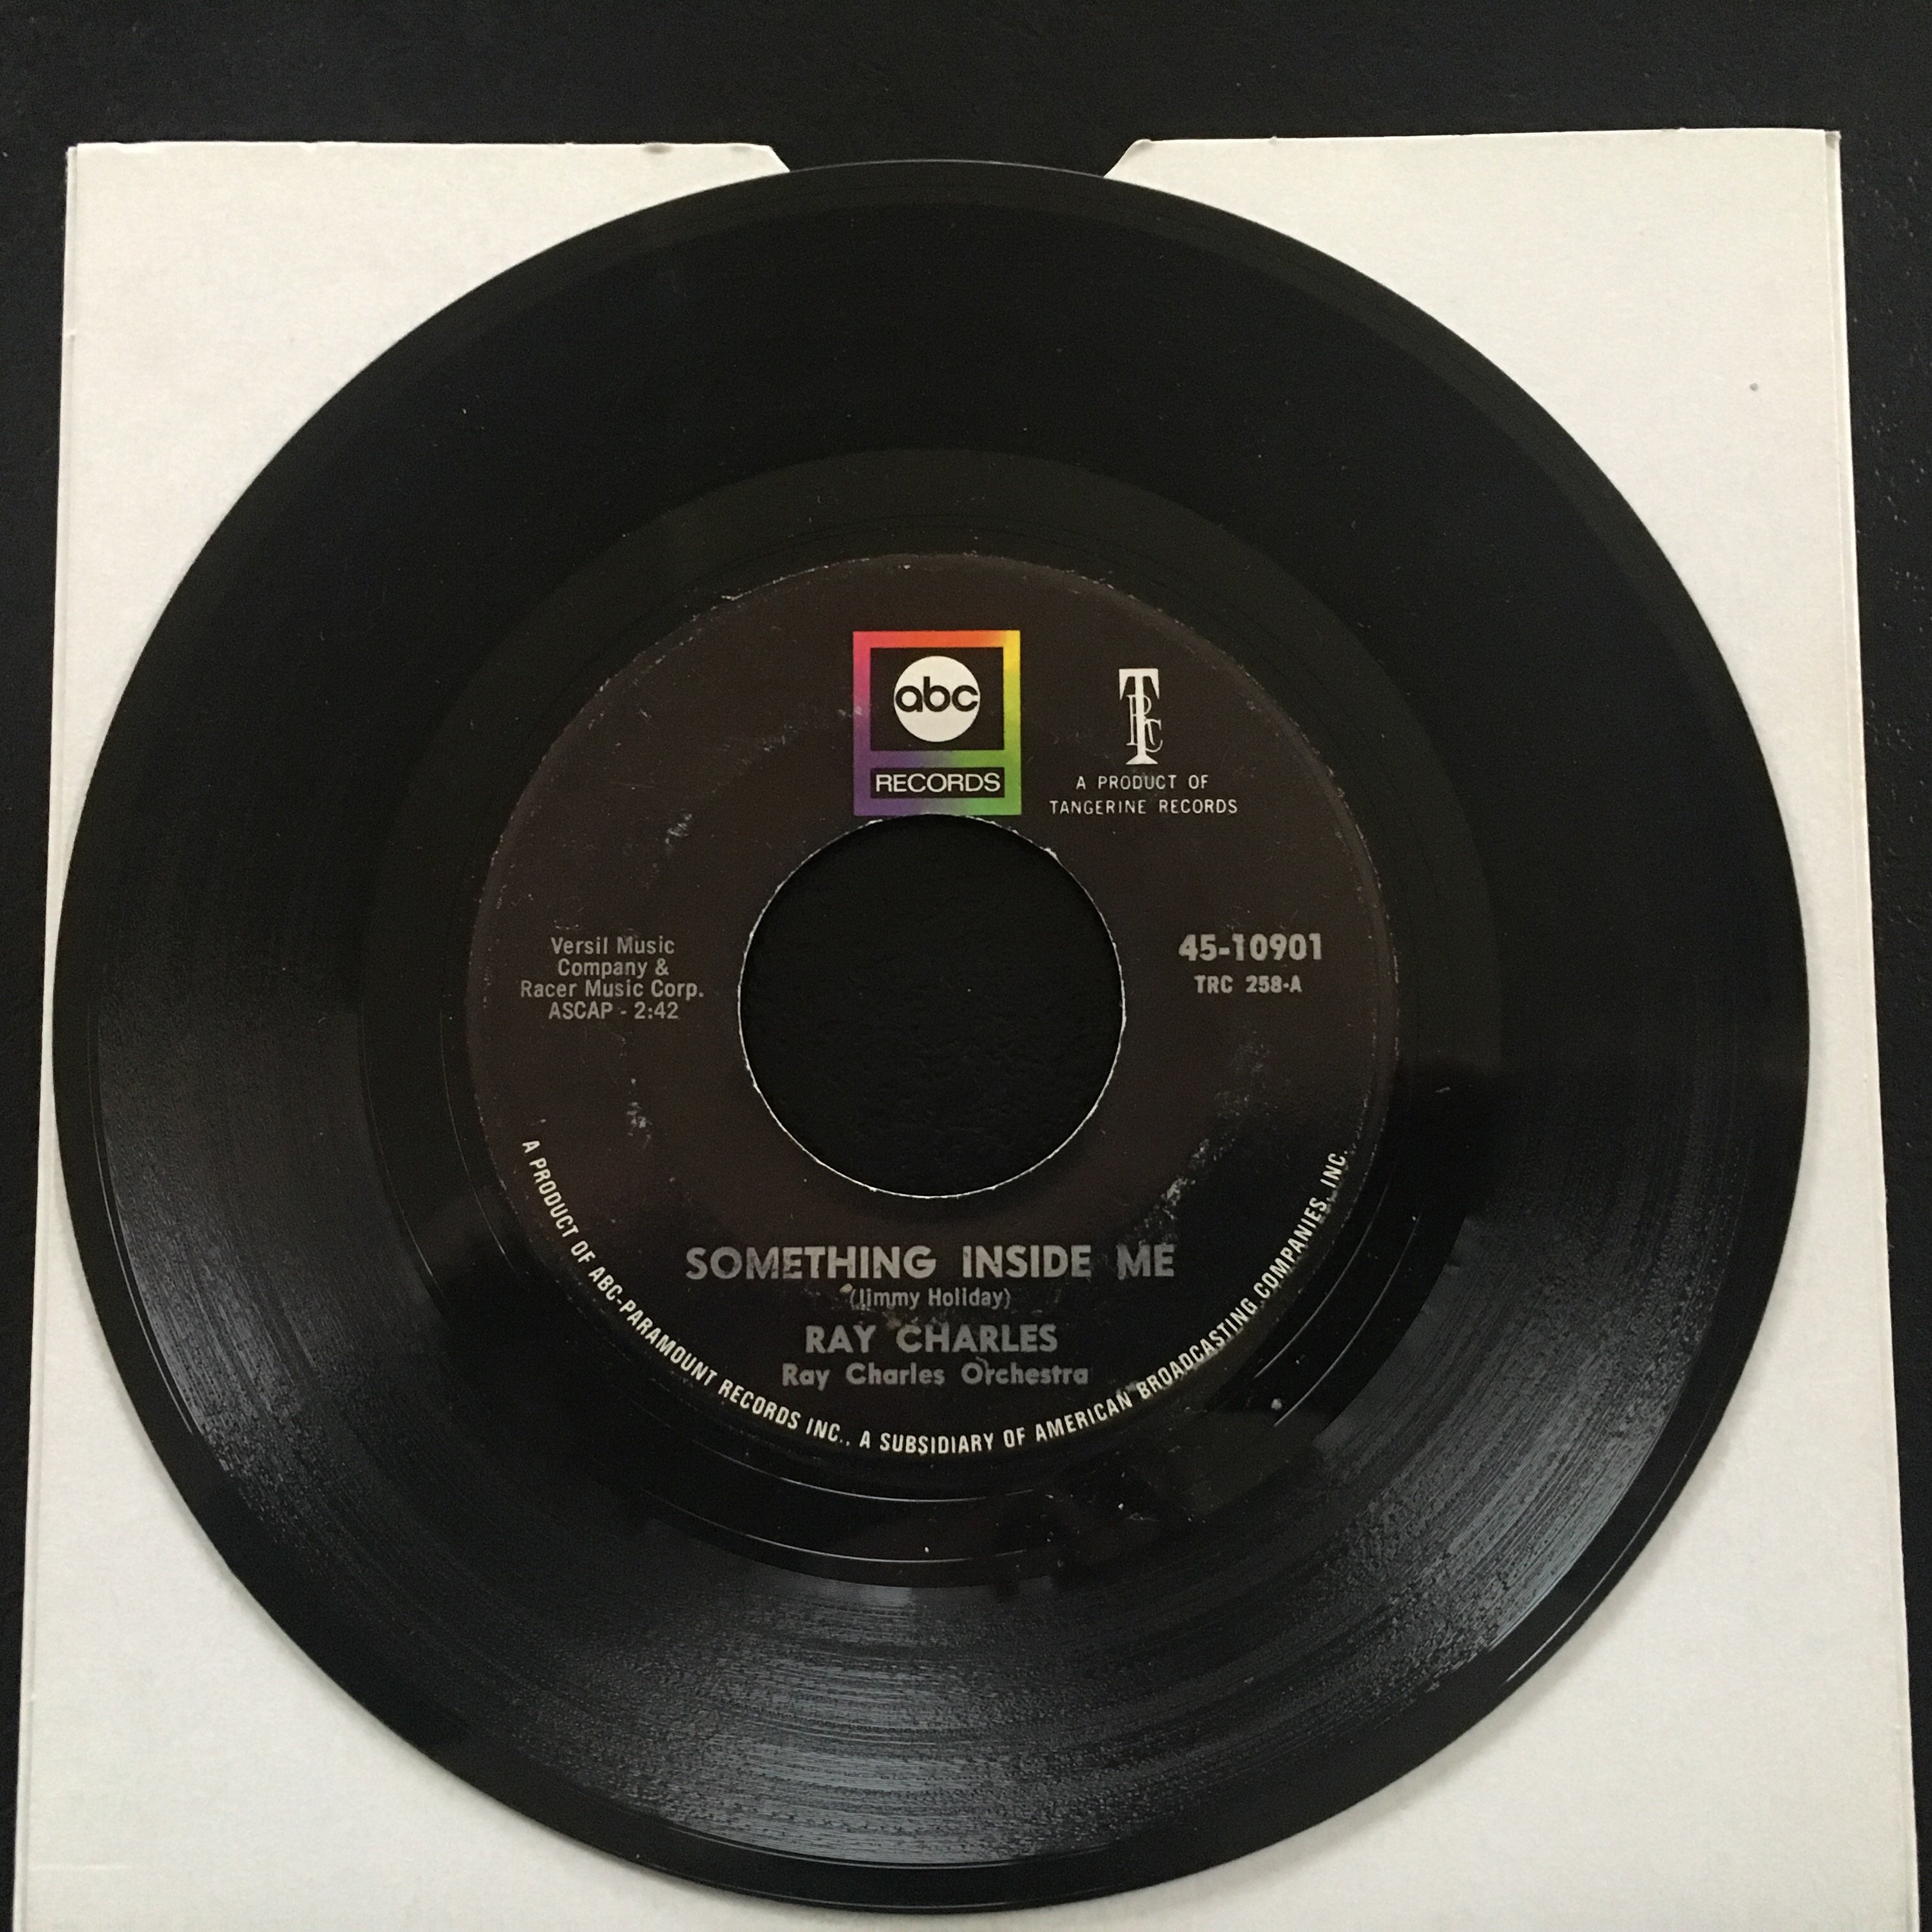 abc
RECORDS
TRC
A PRODUCT OF
TANGERINE RECORDS
Versil Music
Company &
Racer Music Corp.
ASCAP - 2:42
45-10901
TRC 258-A
SOMETHING INSIDE ME
(Jimmy Holiday)
RAY CHARLES
Ray Charles Orchestra
A PRODUCT OF ABC-PARAMOUNT RECORDS INC., A SUBSIDIARY OF AMERICAN BROADCASTING COMPANIES, INC.